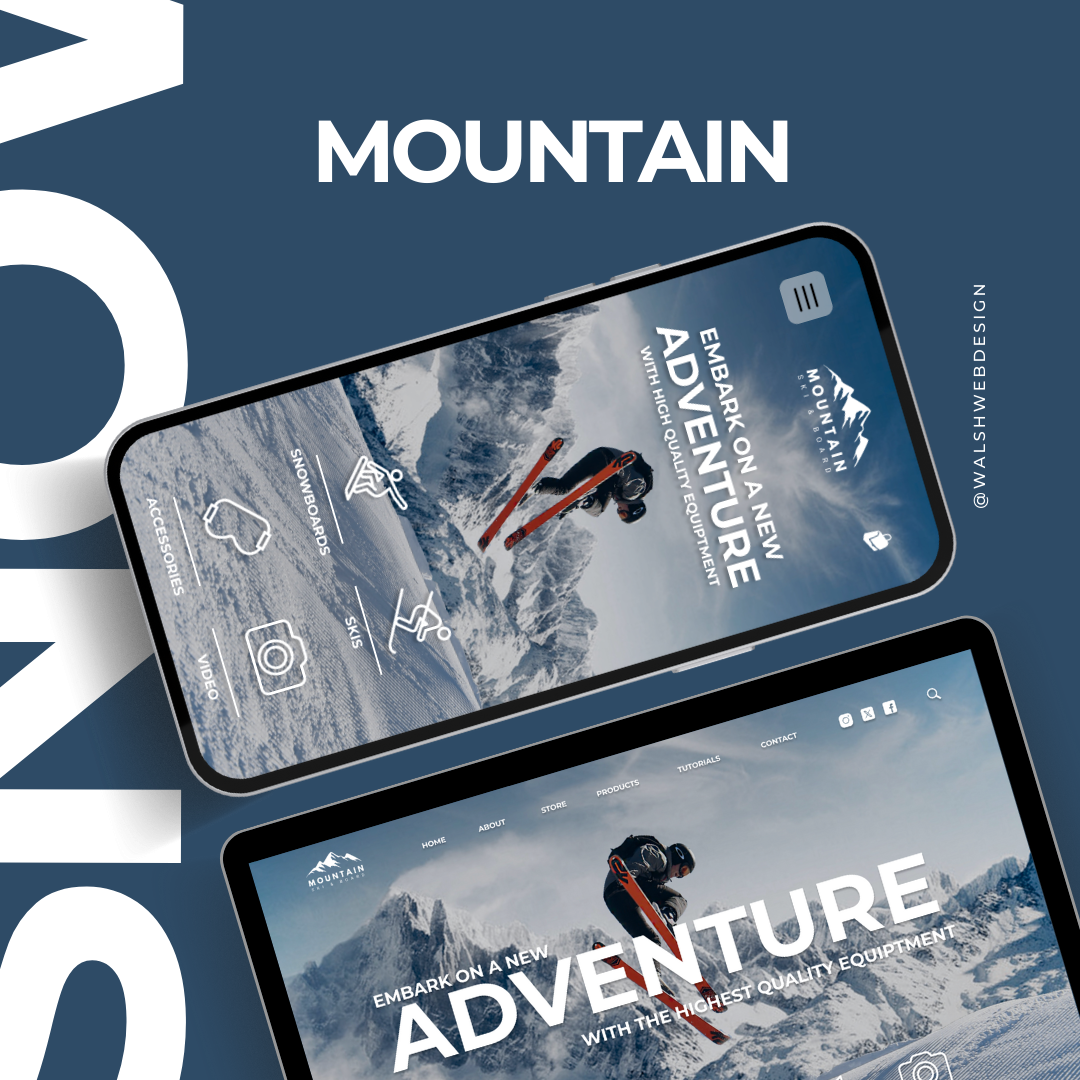 SNOW
MOUNTAIN
@WALSHWEBDESIGN
MOUNTAIN
SKI & BOARD
EMBARK ON A NEW
ADVENTURE
WITH HIGH QUALITY EQUIPTMENT
SNOWBOARDS
SKIS
ACCESSORIES
VIDEO
HOME ABOUT STORE PRODUCTS TUTORIALS CONTACT
MOUNTAIN
SKI & BOARD
EMBARK ON A NEW
ADVENTURE
WITH THE HIGHEST QUALITY EQUIPTMENT